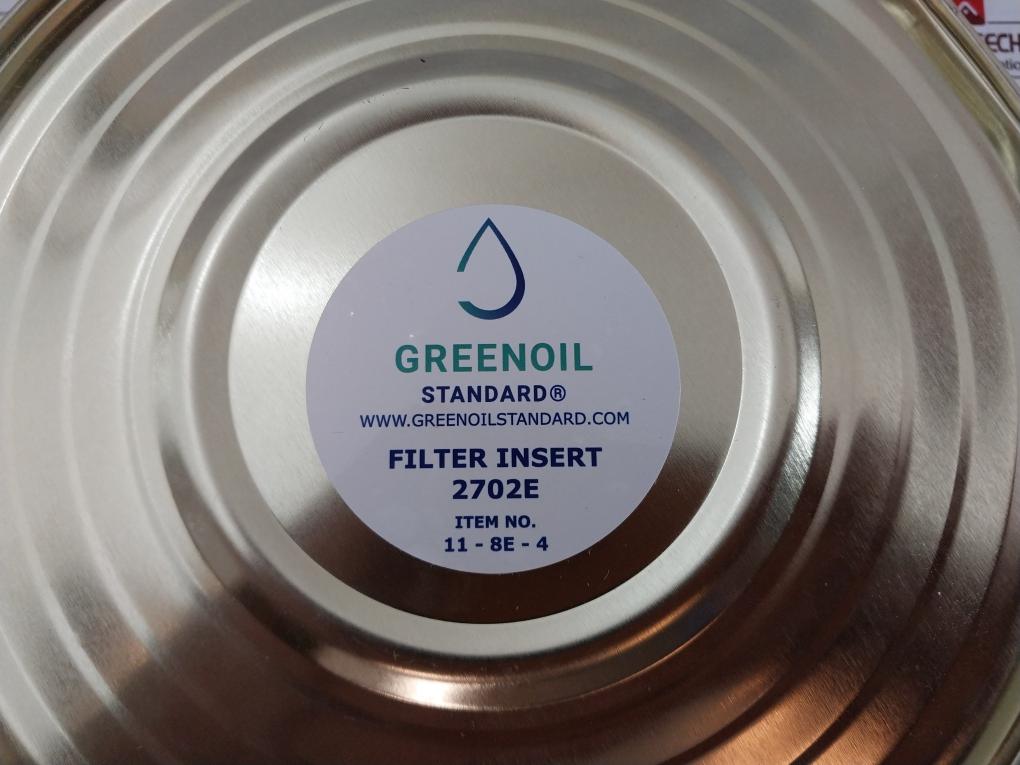 GREENOIL
STANDARD®
WWW.GREENOILSTANDARD.COM
FILTER INSERT
2702E
ITEM NO.
11 - 8E - 4